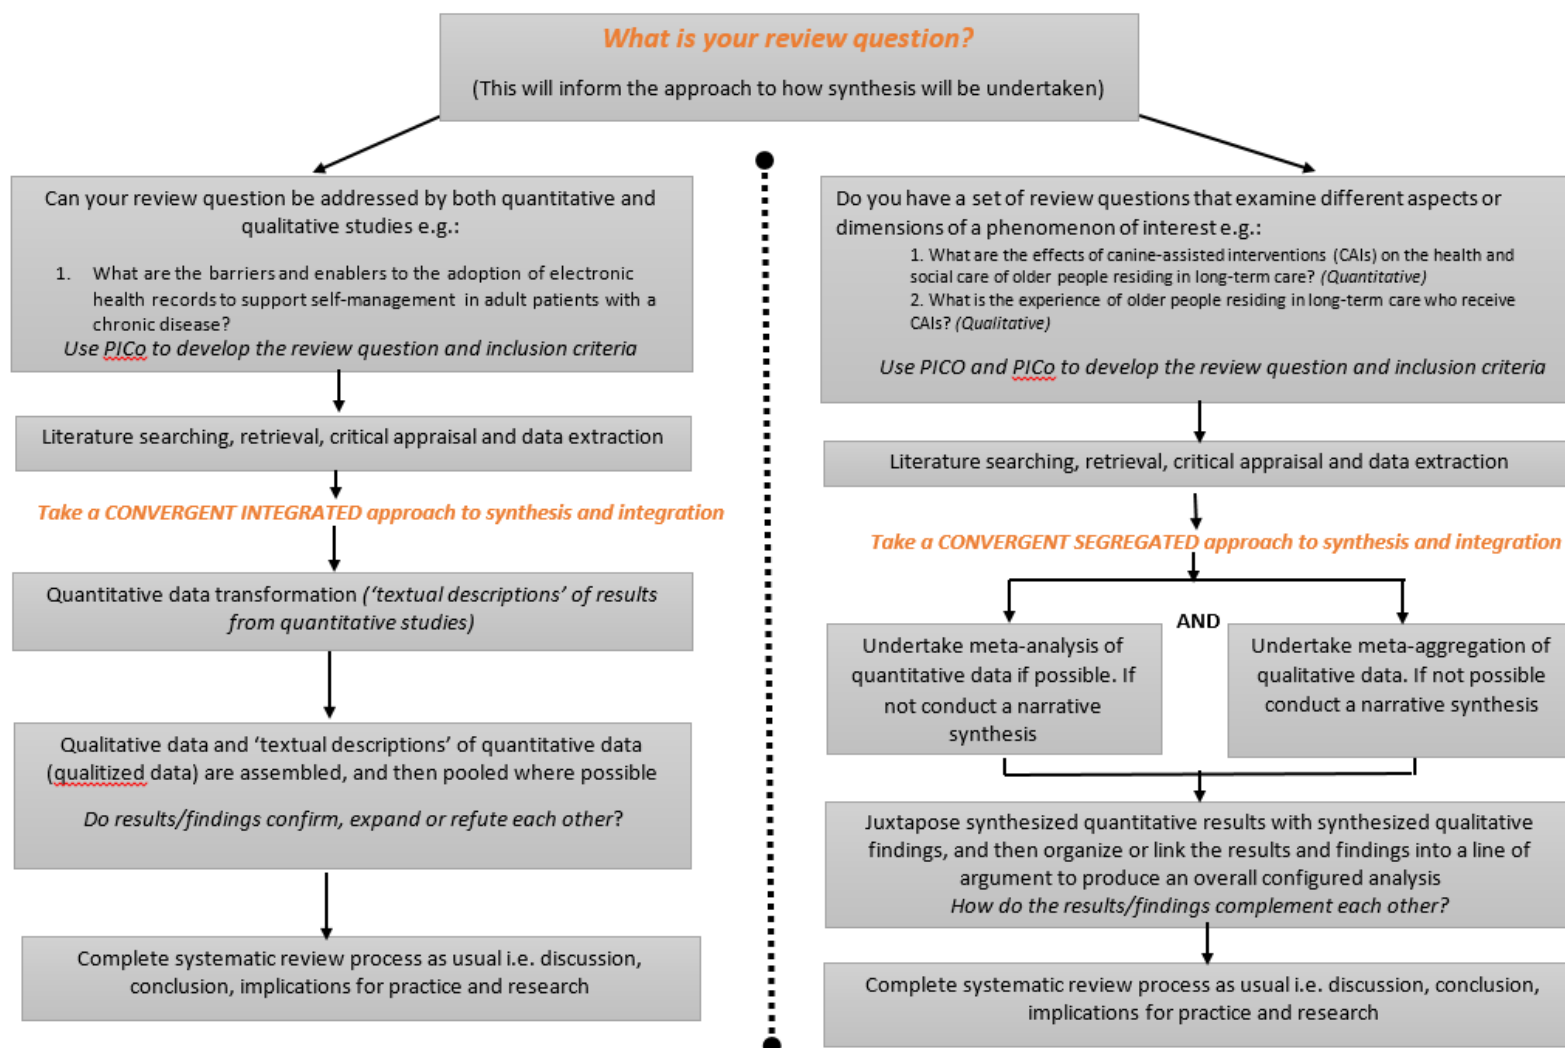 What is your review question?
(This will inform the approach to how synthesis will be undertaken)
Can your review question be addressed by both quantitative and
qualitative studies e.g.:
1. What are the barriers and enablers to the adoption of electronic
health records to support self-management in adult patients with a
chronic disease?
Use PICo to develop the review question and inclusion criteria
Literature searching, retrieval, critical appraisal and data extraction
Take a CONVERGENT INTEGRATED approach to synthesis and integration
Quantitative data transformation (‘textual descriptions’ of results
from quantitative studies)
Qualitative data and ‘textual descriptions’ of quantitative data
(qualitized data) are assembled, and then pooled where possible
Do results/findings confirm, expand or refute each other?
Complete systematic review process as usual i.e. discussion,
conclusion, implications for practice and research
Do you have a set of review questions that examine different aspects or
dimensions of a phenomenon of interest e.g.:
1. What are the effects of canine-assisted interventions (CAIs) on the health and
social care of older people residing in long-term care? (Quantitative)
2. What is the experience of older people residing in long-term care who receive
CAIs? (Qualitative)
Use PICO and PICo to develop the review question and inclusion criteria
Literature searching, retrieval, critical appraisal and data extraction
Take a CONVERGENT SEGREGATED approach to synthesis and integration
Undertake meta-analysis of
quantitative data if possible. If
not conduct a narrative
synthesis
AND
Undertake meta-aggregation of
qualitative data. If not possible
conduct a narrative synthesis
Juxtapose synthesized quantitative results with synthesized qualitative
findings, and then organize or link the results and findings into a line of
argument to produce an overall configured analysis
How do the results/findings complement each other?
Complete systematic review process as usual i.e. discussion, conclusion,
implications for practice and research